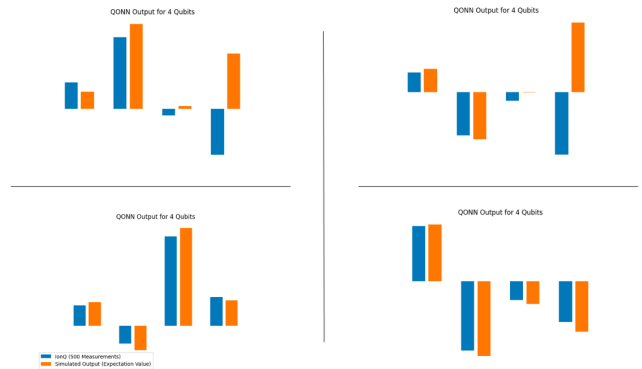 QONN Output for 4 Qubits
QONN Output for 4 Qubits
QONN Output for 4 Qubits
QONN Output for 4 Qubits
IonQ (500 Measurements)
Simulated Output (Expectation Value)